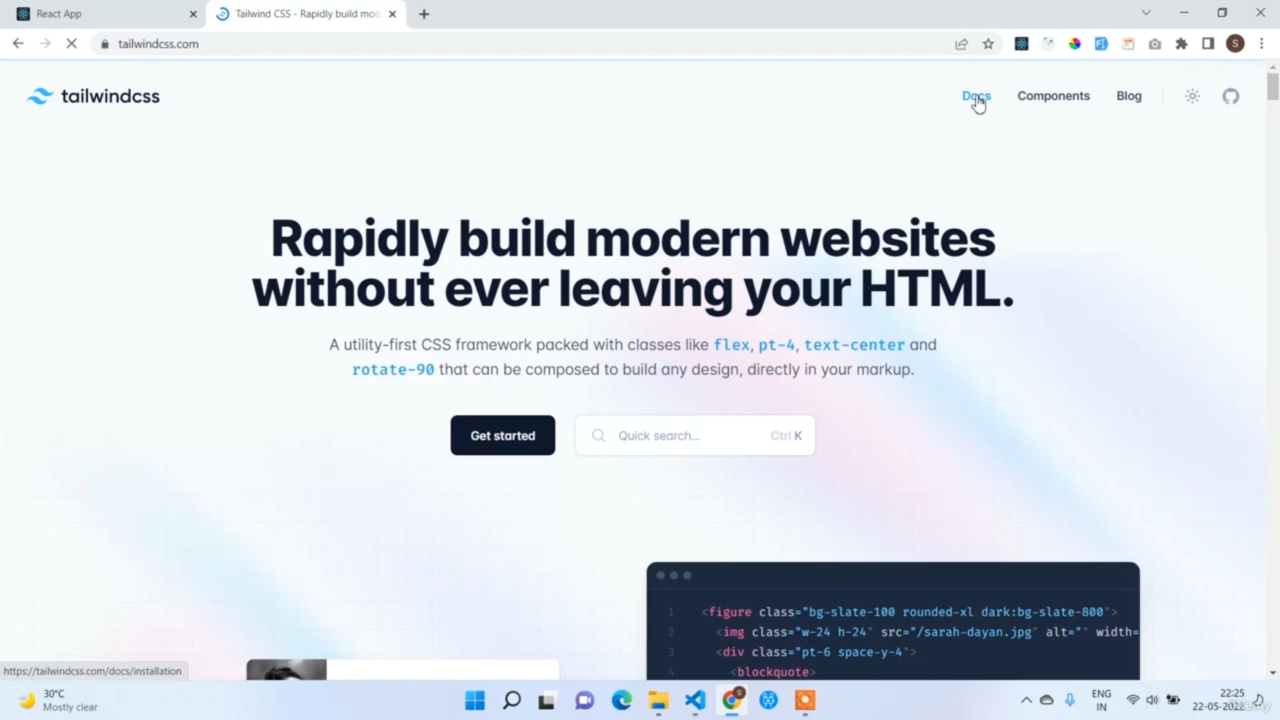 React App
Tailwind CSS - Rapidly build mod
tailwindcss.com
S
tailwindcss
Docs
Components
Blog
Rapidly build modern websites
without ever leaving your HTML.
A utility-first CSS framework packed with classes like flex, pt-4, text-center and
rotate-90 that can be composed to build any design, directly in your markup.
Get started
Quick search...
Ctrl K
1 <figure class="bg-slate-100 rounded-xl dark:bg-slate-800">
2 <img class="w-24 h-24" src="/sarah-dayan.jpg" alt="" width=
3 <div class="pt-6 space-y-4">
4 <blockquote>
https://tailwindcss.com/docs/installation
30°C
Mostly clear
ENG
IN
22:25
22-05-2022